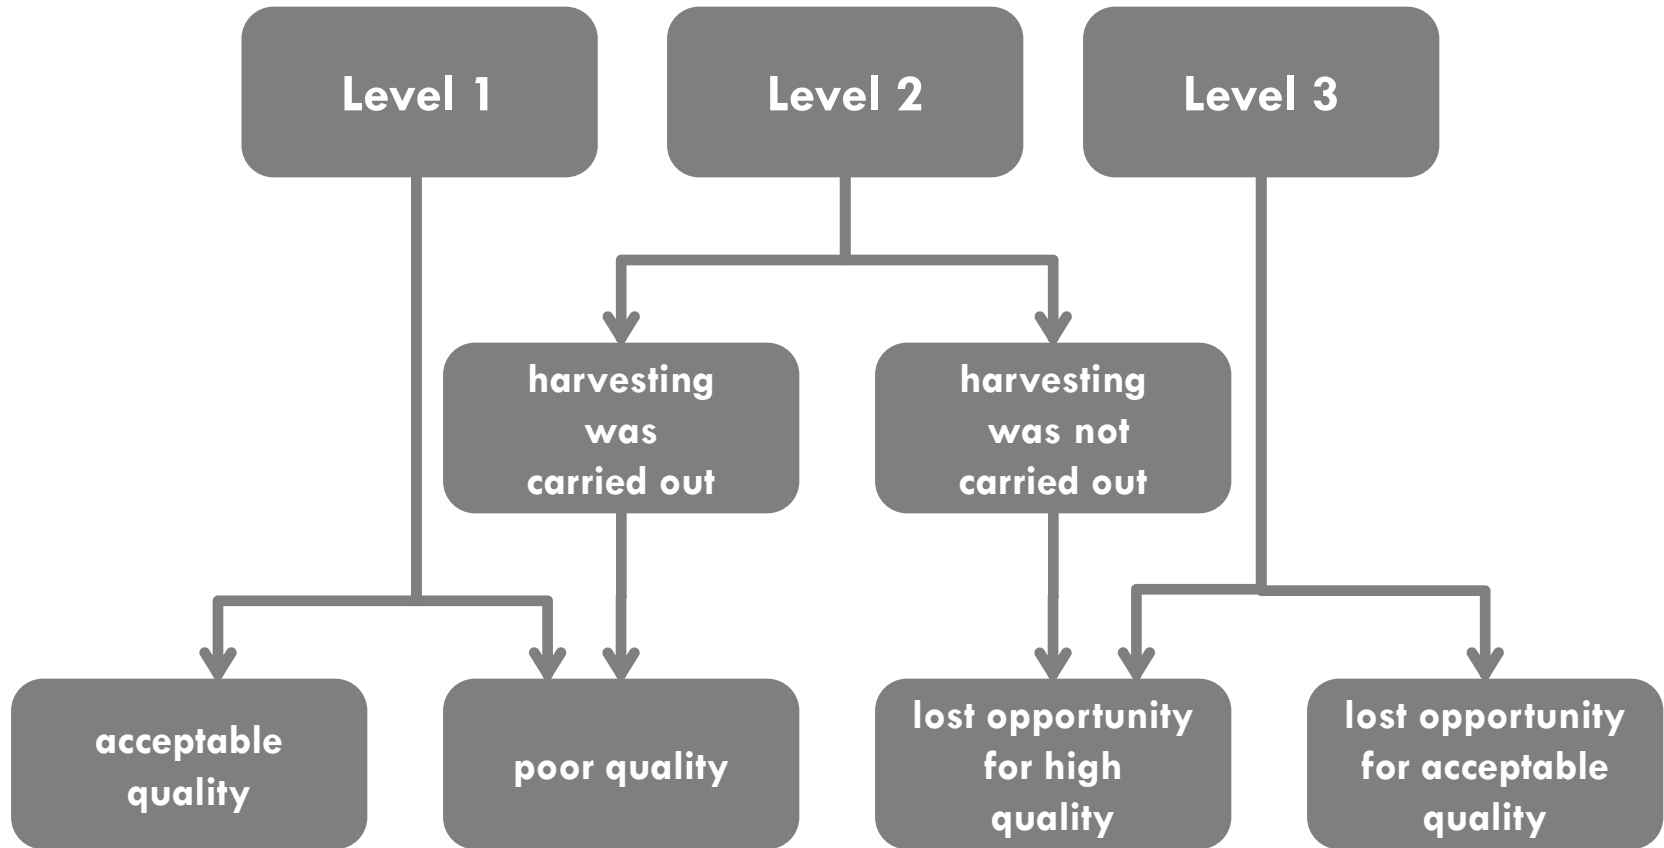 Level 1
Level 2
Level 3
harvesting
was
carried out
harvesting
was not
carried out
acceptable
quality
poor quality
lost opportunity
for high
quality
lost opportunity
for acceptable
quality